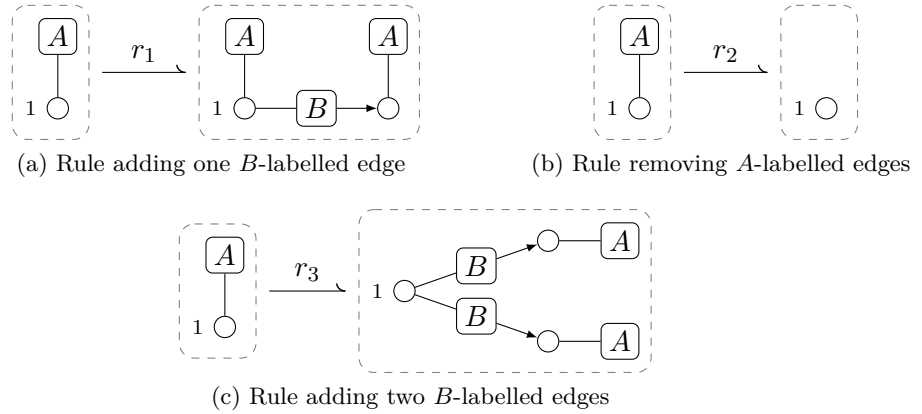 A r₁ A A
1 1 B
(a) Rule adding one B-labelled edge
A r₂
1 1
(b) Rule removing A-labelled edges
A r₃ B A
1 1 B A
(c) Rule adding two B-labelled edges